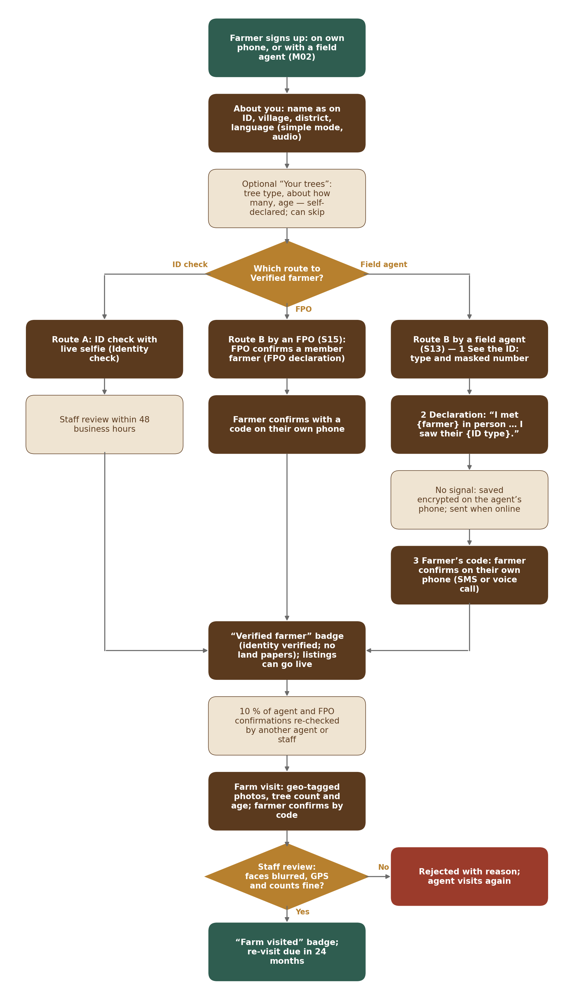 Farmer signs up: on own
phone, or with a field
agent (M02)
About you: name as on
ID, village, district,
language (simple mode,
audio)
Optional “Your trees”:
tree type, about how
many, age — self-
declared; can skip
Which route to
Verified farmer?
ID check
Field agent
FPO
Route A: ID check with
live selfie (Identity
check)
Route B by an FPO (S15):
FPO confirms a member
farmer (FPO declaration)
Route B by a field agent
(S13) — 1 See the ID:
type and masked number
Staff review within 48
business hours
Farmer confirms with a
code on their own phone
2 Declaration: “I met
{farmer} in person … I
saw their {ID type}.”
No signal: saved
encrypted on the agent’s
phone; sent when online
3 Farmer’s code: farmer
confirms on their own
phone (SMS or voice
call)
“Verified farmer” badge
(identity verified; no
land papers); listings
can go live
10 % of agent and FPO
confirmations re-checked
by another agent or
staff
Farm visit: geo-tagged
photos, tree count and
age; farmer confirms by
code
Staff review:
faces blurred, GPS
and counts fine?
No
Rejected with reason;
agent visits again
Yes
“Farm visited” badge;
re-visit due in 24
months